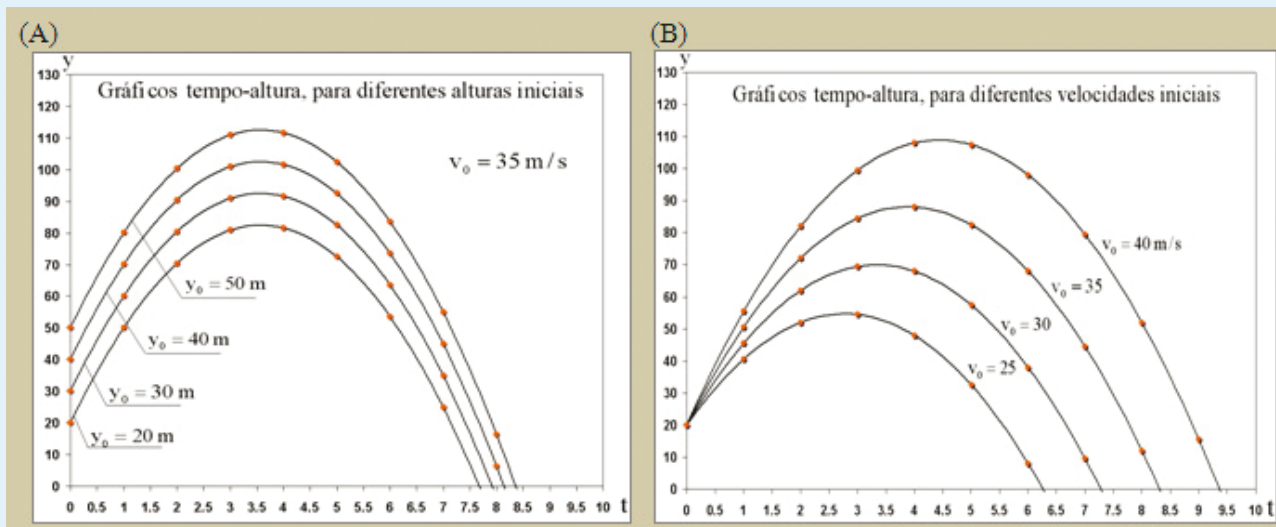 (A)
y
Gráficos tempo-altura, para diferentes alturas iniciais
v₀ = 35 m / s
130
120
110
100
90
80
70
60
50
40
30
20
10
0
y₀ = 50 m
y₀ = 40 m
y₀ = 30 m
y₀ = 20 m
0 0.5 1 1.5 2 2.5 3 3.5 4 4.5 5 5.5 6 6.5 7 7.5 8 8.5 9 9.5 10 t
(B)
y
Gráficos tempo-altura, para diferentes velocidades iniciais
130
120
110
100
90
80
70
60
50
40
30
20
10
0
v₀ = 40 m/s
v₀ = 35
v₀ = 30
v₀ = 25
0 0.5 1 1.5 2 2.5 3 3.5 4 4.5 5 5.5 6 6.5 7 7.5 8 8.5 9 9.5 10 t